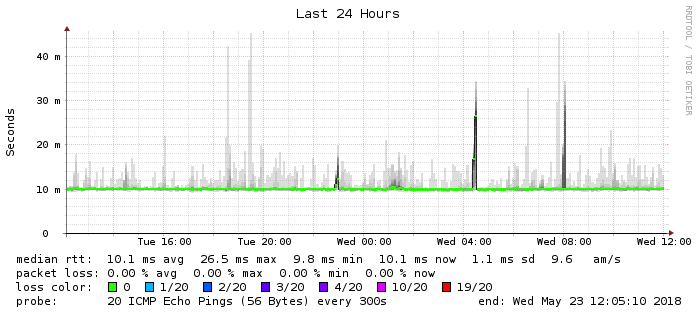 Last 24 Hours
RRDTOOL / TOBI OETIKER
Seconds
40 m
30 m
20 m
10 m
0
Tue 16:00 Tue 20:00 Wed 00:00 Wed 04:00 Wed 08:00 Wed 12:00
median rtt: 10.1 ms avg 26.5 ms max 9.8 ms min 10.1 ms now 1.1 ms sd 9.6 am/s
packet loss: 0.00 % avg 0.00 % max 0.00 % min 0.00 % now
loss color: 0 1/20 2/20 3/20 4/20 10/20 19/20
probe: 20 ICMP Echo Pings (56 Bytes) every 300s end: Wed May 23 12:05:10 2018